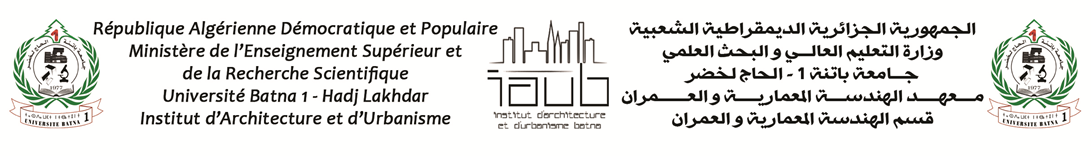 République Algérienne Démocratique et Populaire
Ministère de l'Enseignement Supérieur et
de la Recherche Scientifique
Université Batna 1 - Hadj Lakhdar
Institut d'Architecture et d'Urbanisme
iaub
institut d'architecture
et d'urbanisme batna
الجمهورية الجزائرية الديمقراطية الشعبية
وزارة التعليم العالي و البحث العلمي
جامعة باتنة 1 - الحاج لخضر
معهد الهندسة المعمارية و العمران
قسم الهندسة المعمارية و العمران
1
1977
UNIVERSITE BATNA 1
1
1977
UNIVERSITE BATNA 1